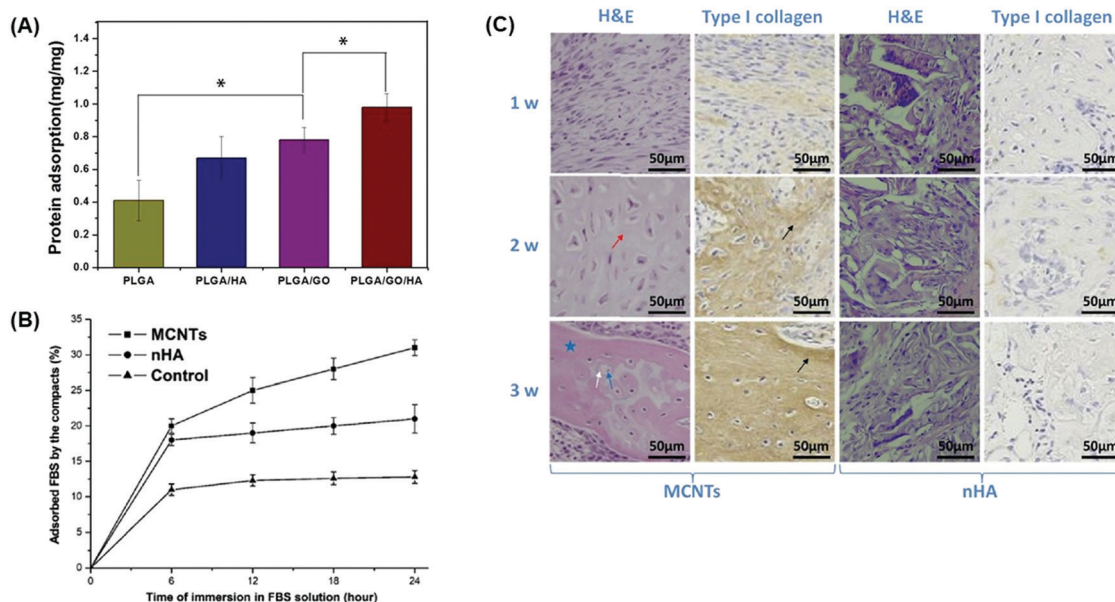 (A)
Protein adsorption(mg/mg)
1.4
1.2
1.0
0.8
0.6
0.4
0.2
0.0
*
*
PLGA PLGA/HA PLGA/GO PLGA/GO/HA
(B)
Adsorbed FBS by the compacts (%)
35
30
25
20
15
10
5
0
MCNTs
nHA
Control
0 6 12 18 24
Time of immersion in FBS solution (hour)
(C)
H&E Type I collagen H&E Type I collagen
1 w
50μm 50μm 50μm 50μm
2 w
50μm 50μm 50μm 50μm
3 w
50μm 50μm 50μm 50μm
MCNTs nHA